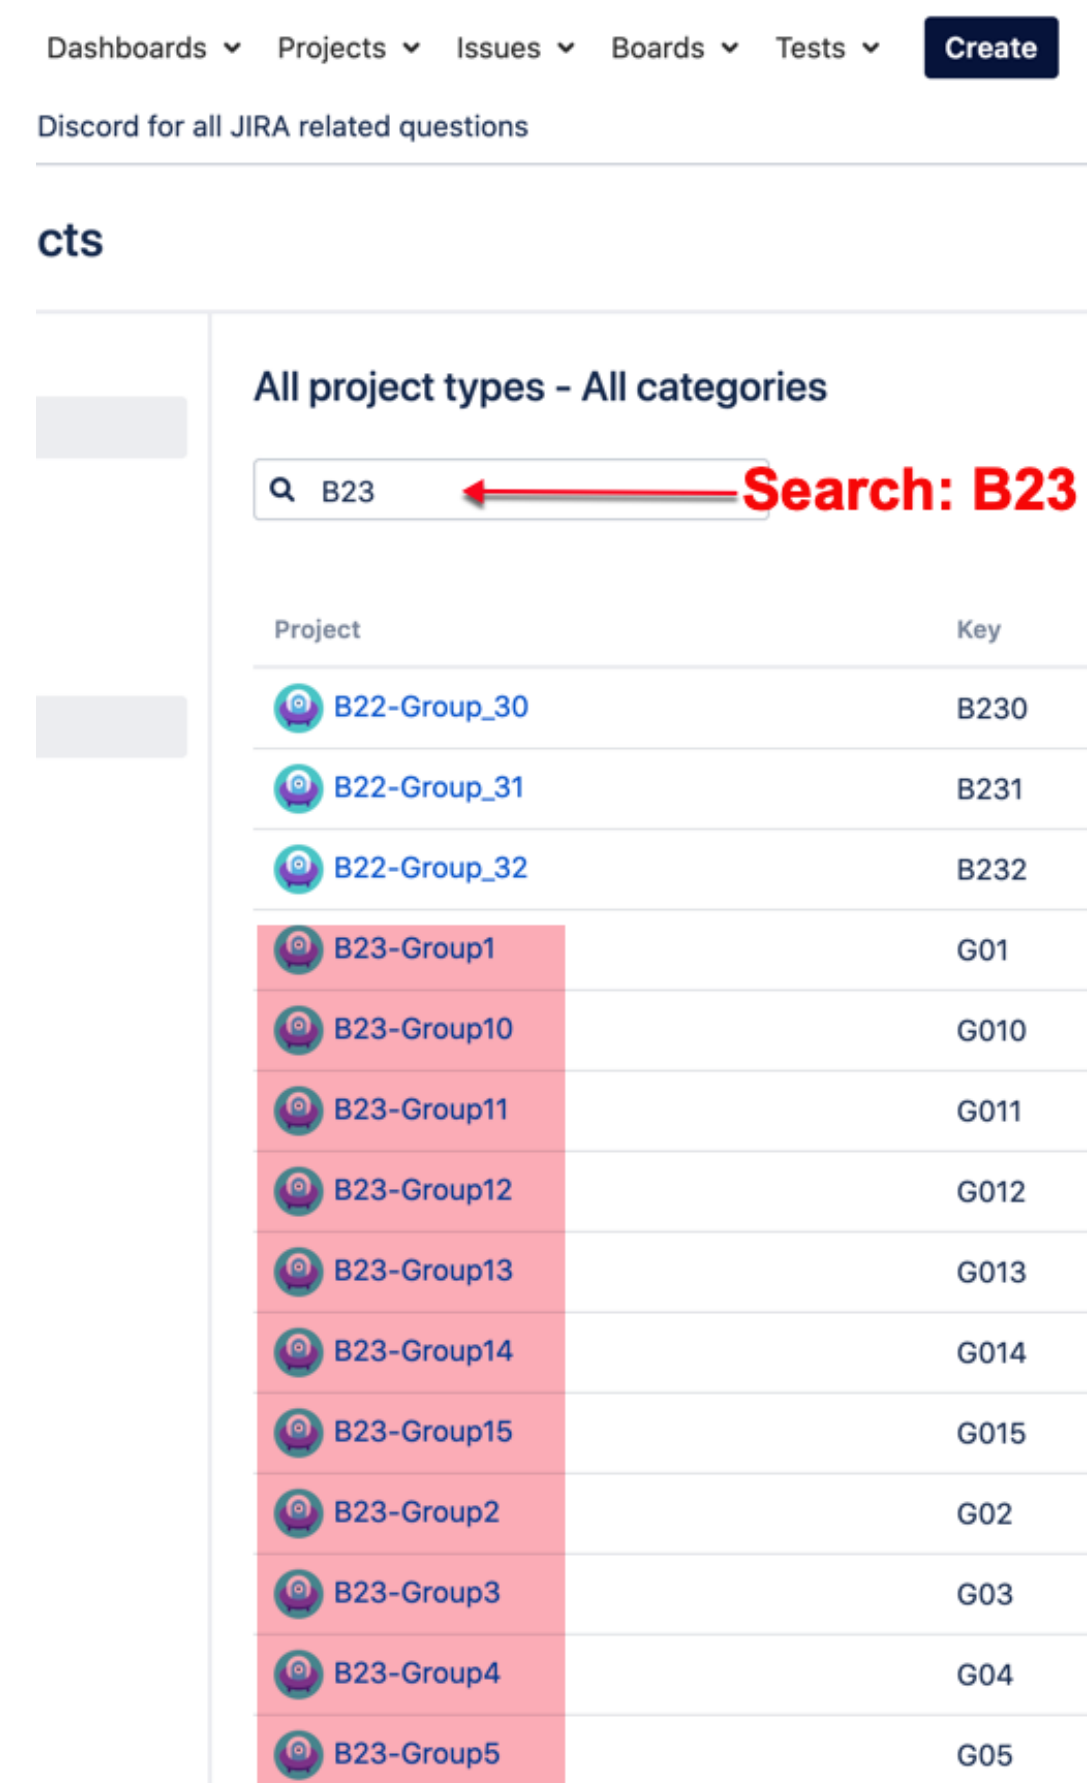 Dashboards Projects Issues Boards Tests Create
Discord for all JIRA related questions
cts
All project types - All categories
B23 Search: B23
Project Key
B22-Group_30 B230
B22-Group_31 B231
B22-Group_32 B232
B23-Group1 G01
B23-Group10 G010
B23-Group11 G011
B23-Group12 G012
B23-Group13 G013
B23-Group14 G014
B23-Group15 G015
B23-Group2 G02
B23-Group3 G03
B23-Group4 G04
B23-Group5 G05